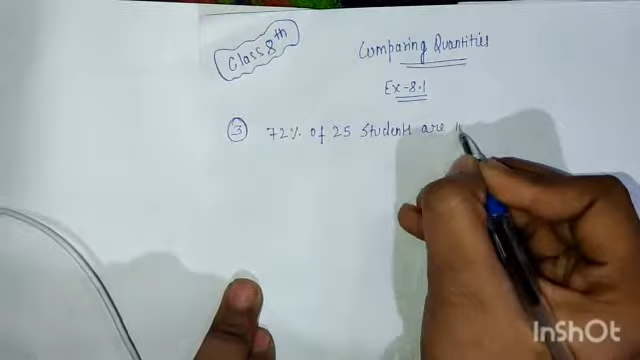 Class 8th
Comparing Quantities
Ex-8.1
3 72% of 25 students are
InShOt